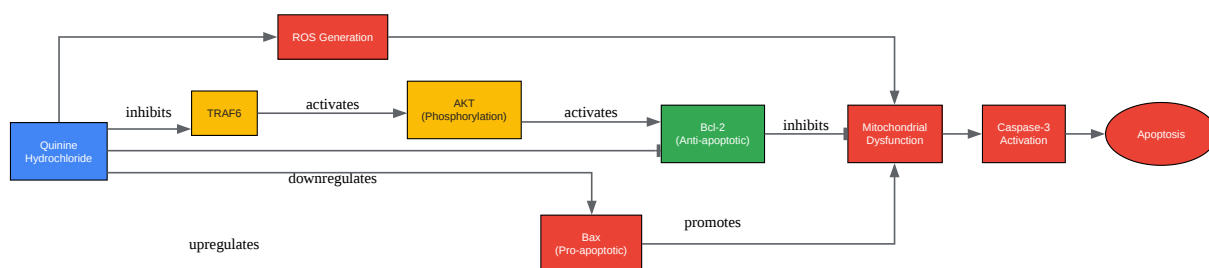 ROS Generation
inhibits
TRAF6
activates
AKT
(Phosphorylation)
activates
Quinine
Hydrochloride
Bcl-2
(Anti-apoptotic)
inhibits
Mitochondrial
Dysfunction
Caspase-3
Activation
Apoptosis
downregulates
upregulates
Bax
(Pro-apoptotic)
promotes